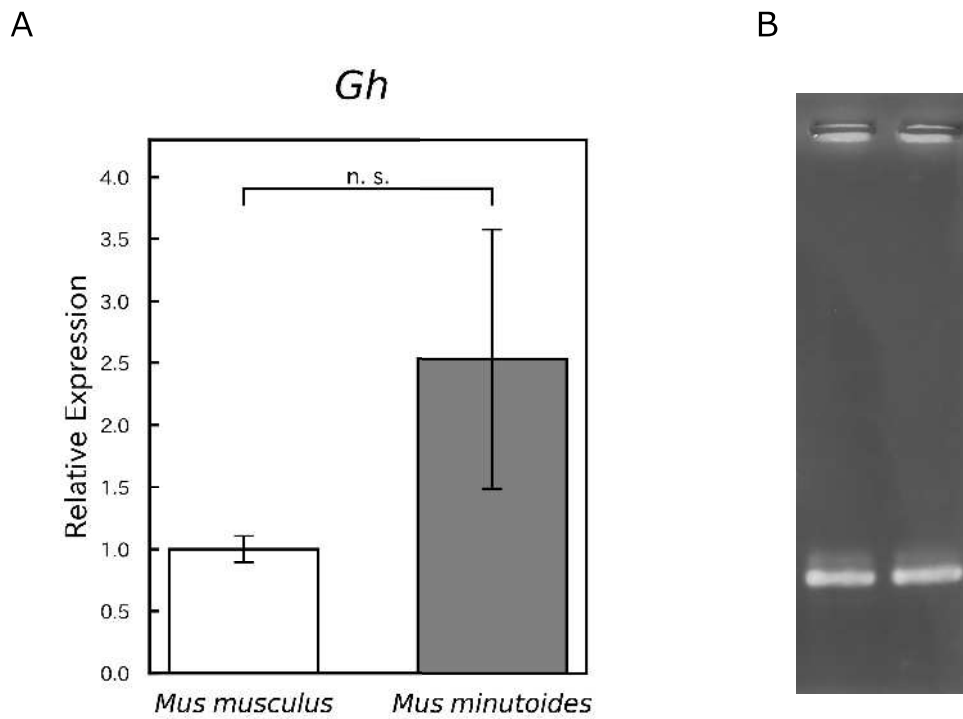 A
B
Gh
n. s.
4.0
3.5
3.0
2.5
2.0
1.5
1.0
0.5
0.0
Relative Expression
Mus musculus
Mus minutoides